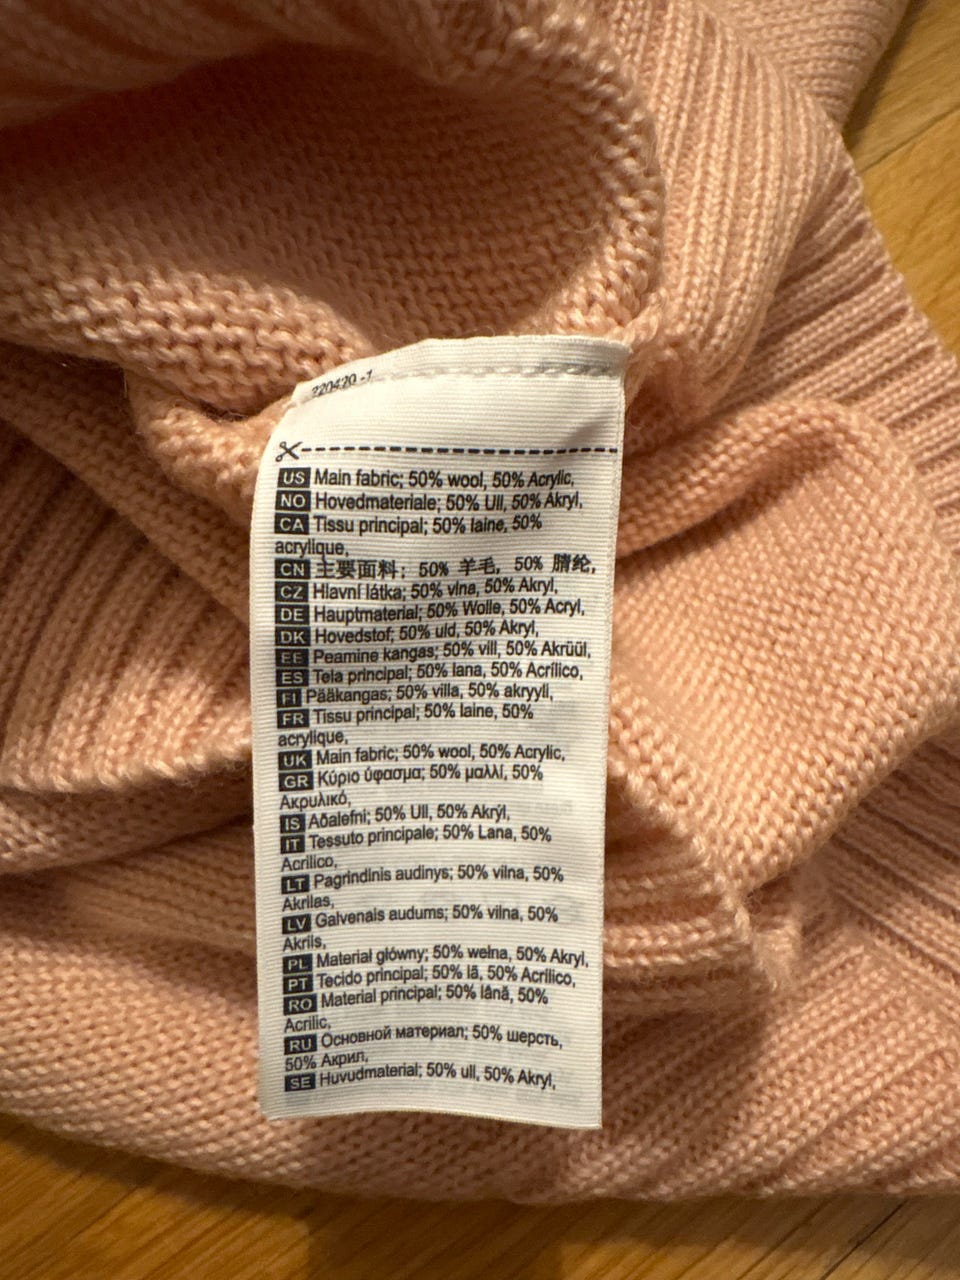 220420 -1
US Main fabric; 50% wool, 50% Acrylic,
NO Hovedmateriale; 50% Ull, 50% Akryl,
CA Tissu principal; 50% laine, 50%
acrylique,
CN 主要面料; 50% 羊毛, 50% 腈纶,
CZ Hlavní látka; 50% vlna, 50% Akryl,
DE Hauptmaterial; 50% Wolle, 50% Acryl,
DK Hovedstof; 50% uld, 50% Akryl,
EE Peamine kangas; 50% vill, 50% Akrüül,
ES Tela principal; 50% lana, 50% Acrílico,
FI Pääkangas; 50% villa, 50% akryyli,
FR Tissu principal; 50% laine, 50%
acrylique,
UK Main fabric; 50% wool, 50% Acrylic,
GR Κύριο ύφασμα; 50% μαλλί, 50%
Ακρυλικό,
IS Aðalefni; 50% Ull, 50% Akrýl,
IT Tessuto principale; 50% Lana, 50%
Acrilico,
LT Pagrindinis audinys; 50% vilna, 50%
Akrilas,
LV Galvenais audums; 50% vilna, 50%
Akrils,
PL Materiał główny; 50% wełna, 50% Akryl,
PT Tecido principal; 50% lã, 50% Acrílico,
RO Material principal; 50% lână, 50%
Acrilic,
RU Основной материал; 50% шерсть,
50% Акрил,
SE Huvudmaterial; 50% ull, 50% Akryl,